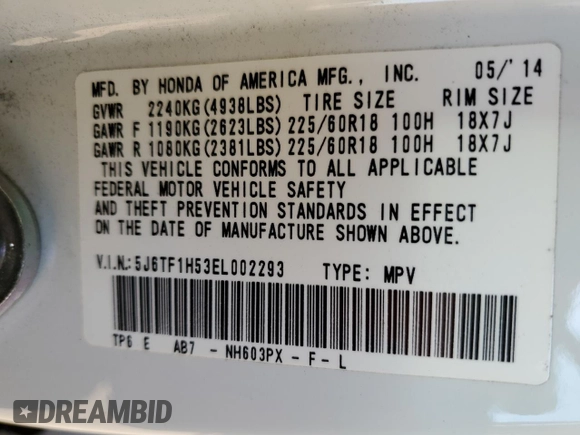 MFD. BY HONDA OF AMERICA MFG., INC. 05/'14
GVWR 2240KG(4938LBS) TIRE SIZE RIM SIZE
GAWR F 1190KG(2623LBS) 225/60R18 100H 18X7J
GAWR R 1080KG(2381LBS) 225/60R18 100H 18X7J
THIS VEHICLE CONFORMS TO ALL APPLICABLE
FEDERAL MOTOR VEHICLE SAFETY
AND THEFT PREVENTION STANDARDS IN EFFECT
ON THE DATE OF MANUFACTURE SHOWN ABOVE.
V.I.N.: 5J6TF1H53EL002293 TYPE: MPV
TP6 E AB7 - NH603PX - F - L
DREAMBID